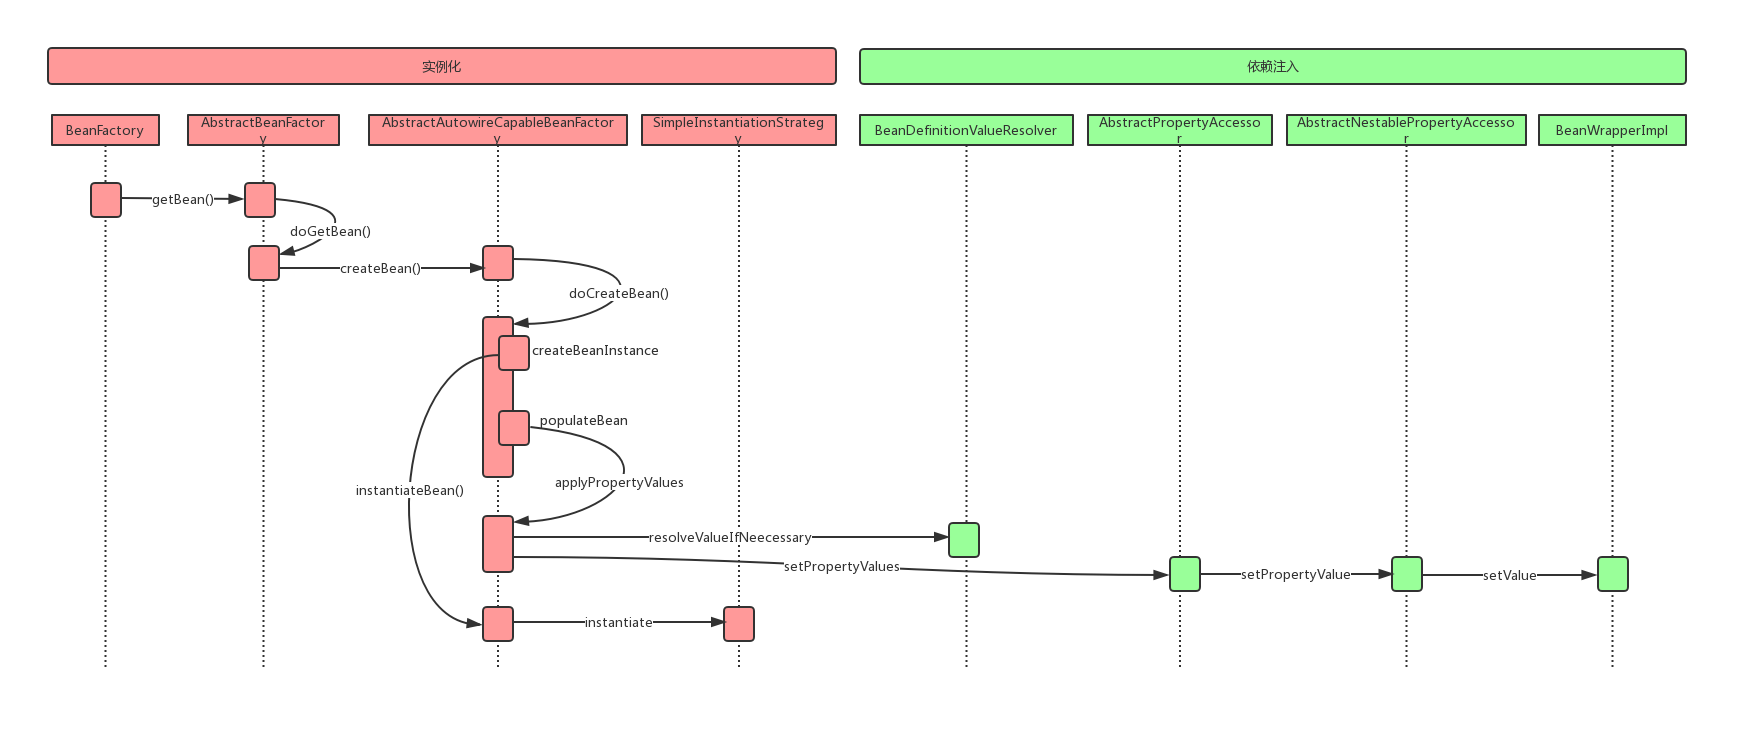 实例化
依赖注入
BeanFactory
AbstractBeanFactor
y
AbstractAutowireCapableBeanFactor
y
SimpleInstantiationStrateg
y
BeanDefinitionValueResolver
AbstractPropertyAccesso
r
AbstractNestablePropertyAccesso
r
BeanWrapperImpl
getBean()
doGetBean()
createBean()
doCreateBean()
createBeanInstance
populateBean
applyPropertyValues
instantiateBean()
resolveValueIfNeecessary
setPropertyValues
setPropertyValue
setValue
instantiate